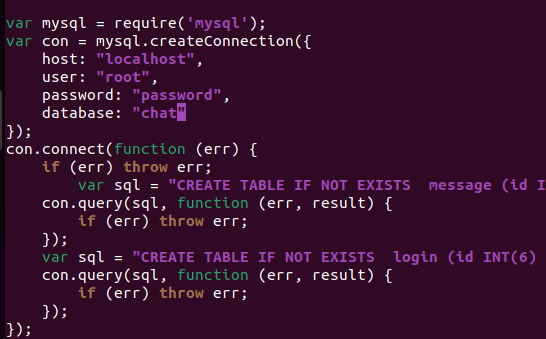 var mysql = require('mysql');
var con = mysql.createConnection({
    host: "localhost",
    user: "root",
    password: "password",
    database: "chat"
});
con.connect(function (err) {
    if (err) throw err;
        var sql = "CREATE TABLE IF NOT EXISTS  message (id I
    con.query(sql, function (err, result) {
        if (err) throw err;
    });
    var sql = "CREATE TABLE IF NOT EXISTS  login (id INT(6)
    con.query(sql, function (err, result) {
        if (err) throw err;
    });
});